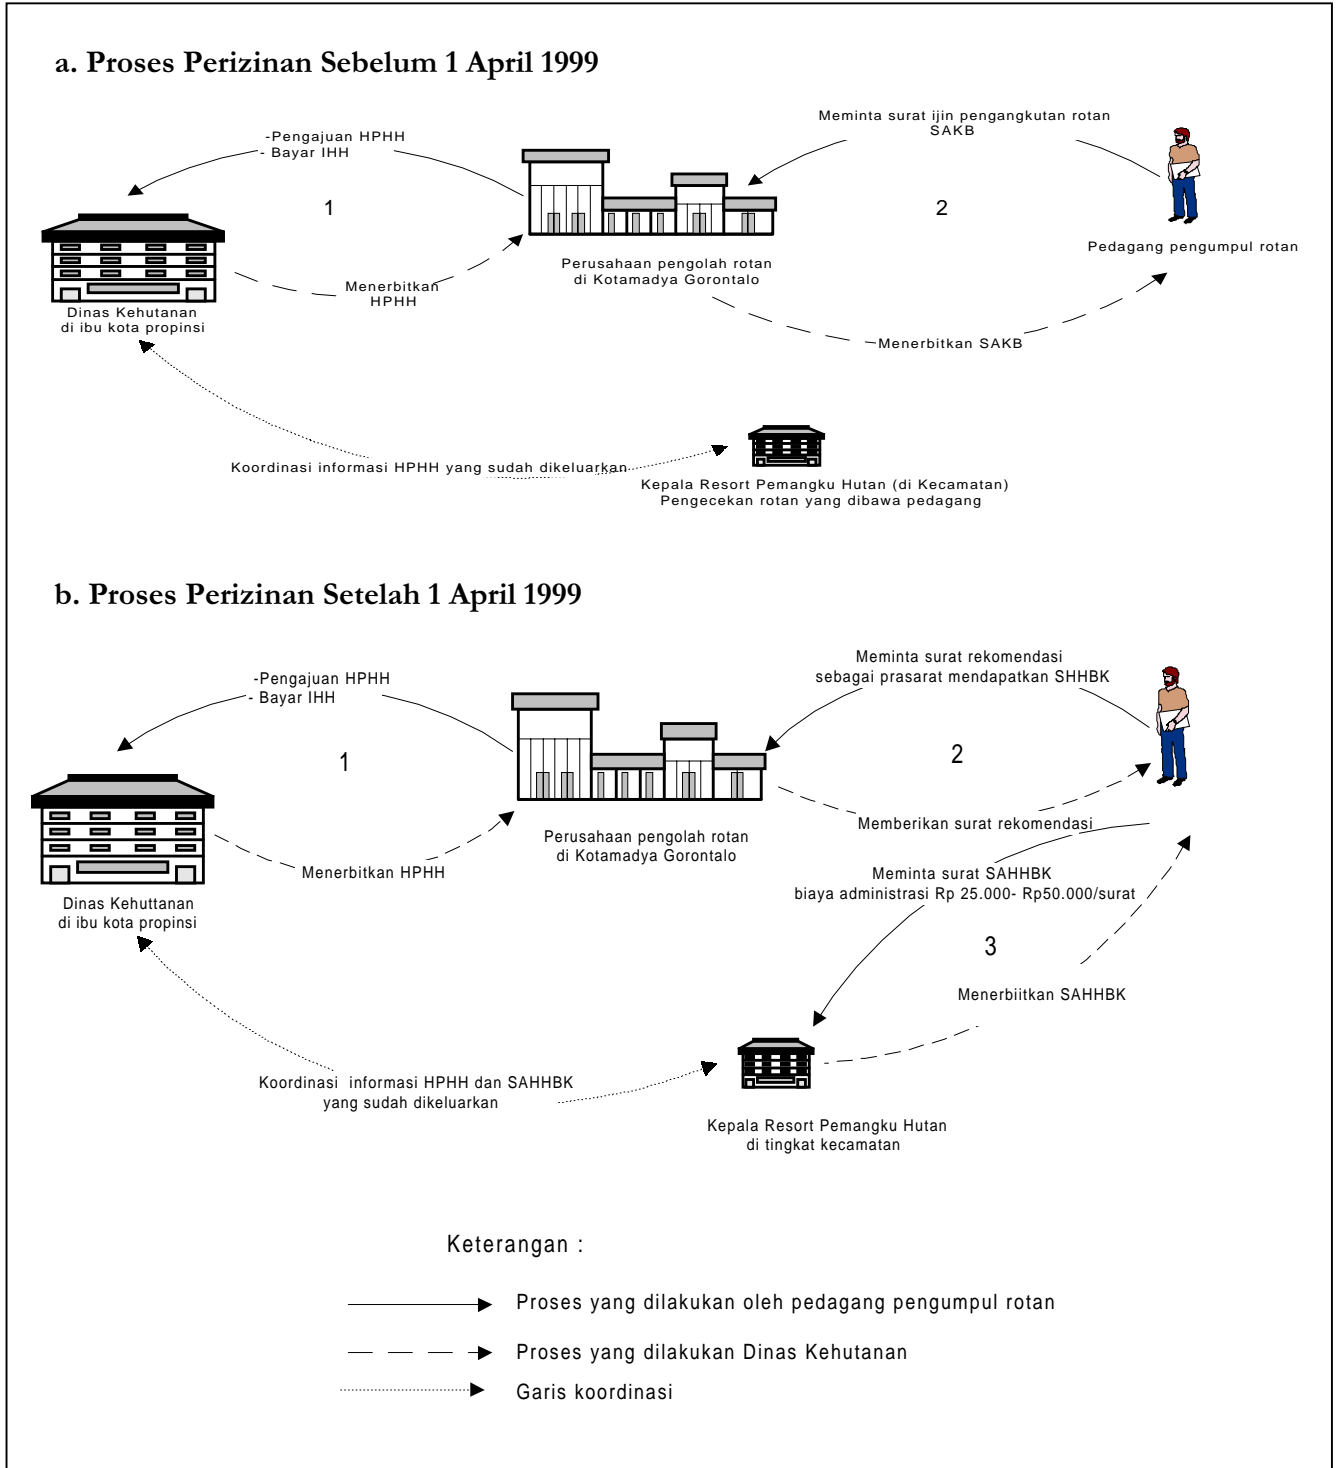 a. Proses Perizinan Sebelum 1 April 1999
-Pengajuan HPHH
- Bayar IHH
1
Menerbitkan
HPHH
Dinas Kehutanan
di ibu kota propinsi
Perusahaan pengolah rotan
di Kotamadya Gorontalo
Meminta surat ijin pengangkutan rotan
SAKB
2
Pedagang pengumpul rotan
Menerbitkan SAKB
Koordinasi informasi HPHH yang sudah dikeluarkan
Kepala Resort Pemangku Hutan (di Kecamatan)
Pengecekan rotan yang dibawa pedagang
b. Proses Perizinan Setelah 1 April 1999
-Pengajuan HPHH
- Bayar IHH
1
Menerbitkan HPHH
Dinas Kehuttanan
di ibu kota propinsi
Perusahaan pengolah rotan
di Kotamadya Gorontalo
Meminta surat rekomendasi
sebagai prasarat mendapatkan SHHBK
2
Memberikan surat rekomendasi
Meminta surat SAHHBK
biaya administrasi Rp 25.000- Rp50.000/surat
3
Menerbiitkan SAHHBK
Koordinasi  informasi HPHH dan SAHHBK
yang sudah dikeluarkan
Kepala Resort Pemangku Hutan
di tingkat kecamatan
Keterangan :
Proses yang dilakukan oleh pedagang pengumpul rotan
Proses yang dilakukan Dinas Kehutanan
Garis koordinasi